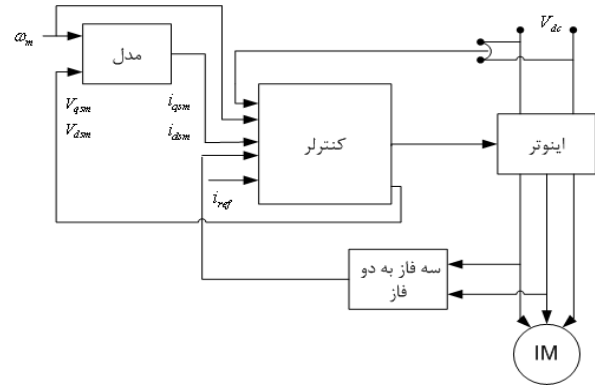 V_dc
ω_m
مدل
V_qsm
V_dsm
i_qsm
i_dsm
کنترلر
اینوتر
i_ref
سه فاز به دو
فاز
IM